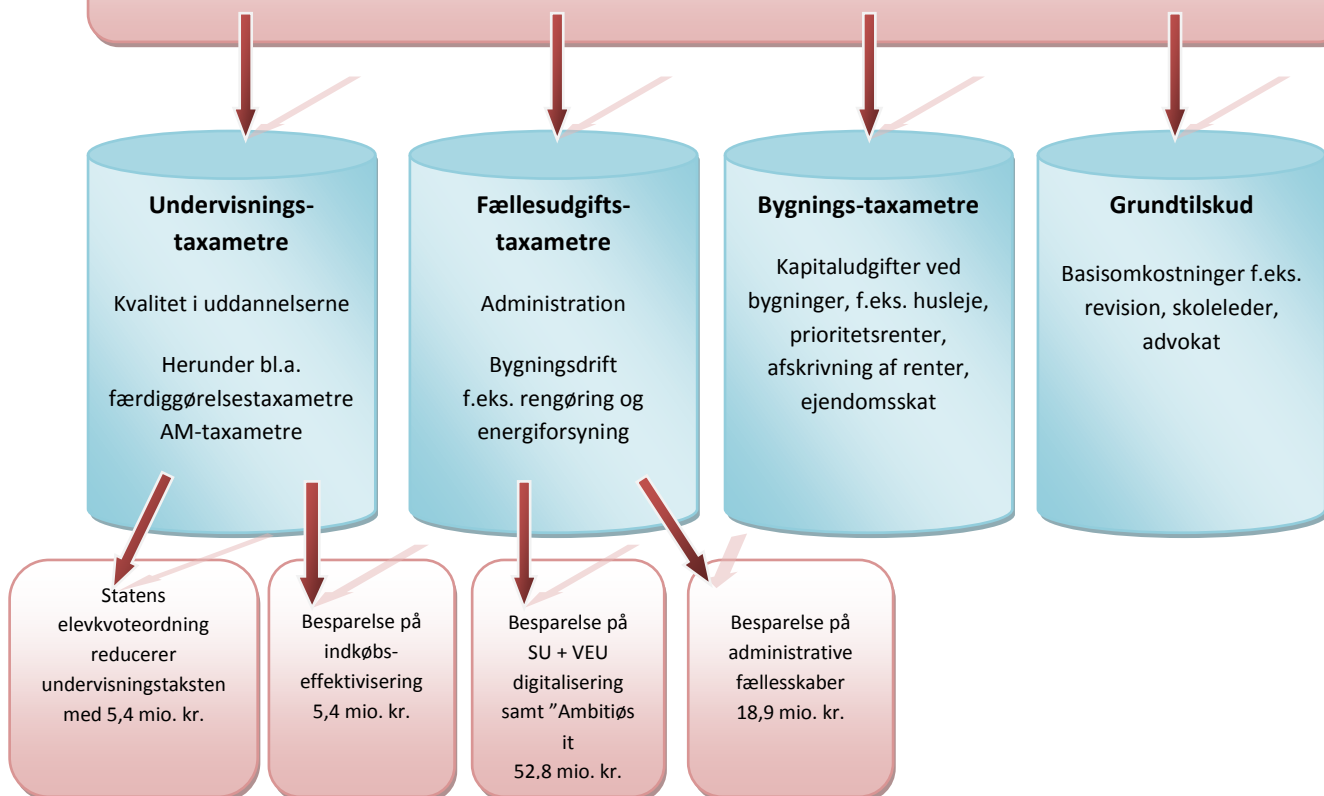 Undervisnings-
taxametre
Kvalitet i uddannelserne
Herunder bl.a.
færdiggørelsestaxametre
AM-taxametre
Fællesudgifts-
taxametre
Administration
Bygningsdrift
f.eks. rengøring og
energiforsyning
Bygnings-taxametre
Kapitaludgifter ved
bygninger, f.eks. husleje,
prioritetsrenter,
afskrivning af renter,
ejendomsskat
Grundtilskud
Basisomkostninger f.eks.
revision, skoleleder,
advokat
Statens
elevkvoteordning
reducerer
undervisningstaksten
med 5,4 mio. kr.
Besparelse på
indkøbs-
effektivisering
5,4 mio. kr.
Besparelse på
SU + VEU
digitalisering
samt ”Ambitiøs
it
52,8 mio. kr.
Besparelse på
administrative
fællesskaber
18,9 mio. kr.